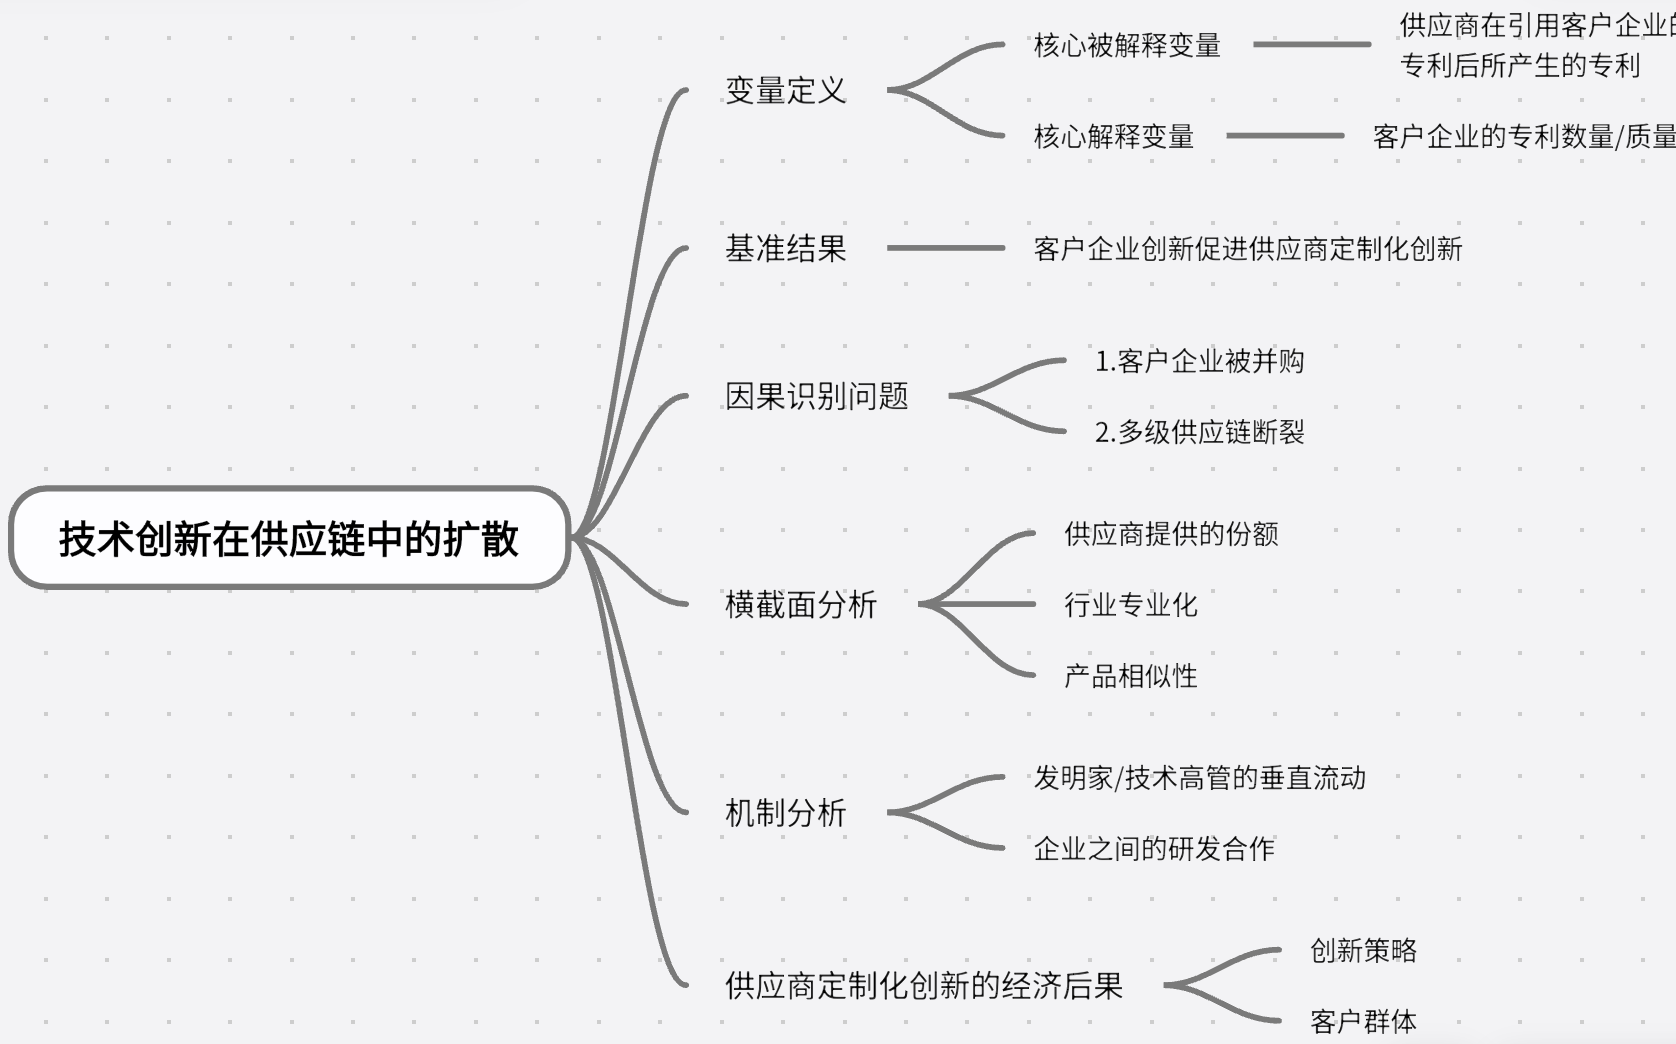 技术创新在供应链中的扩散
变量定义
核心被解释变量
供应商在引用客户企业的
专利后所产生的专利
核心解释变量
客户企业的专利数量/质量
基准结果
客户企业创新促进供应商定制化创新
因果识别问题
1.客户企业被并购
2.多级供应链断裂
横截面分析
供应商提供的份额
行业专业化
产品相似性
机制分析
发明家/技术高管的垂直流动
企业之间的研发合作
供应商定制化创新的经济后果
创新策略
客户群体